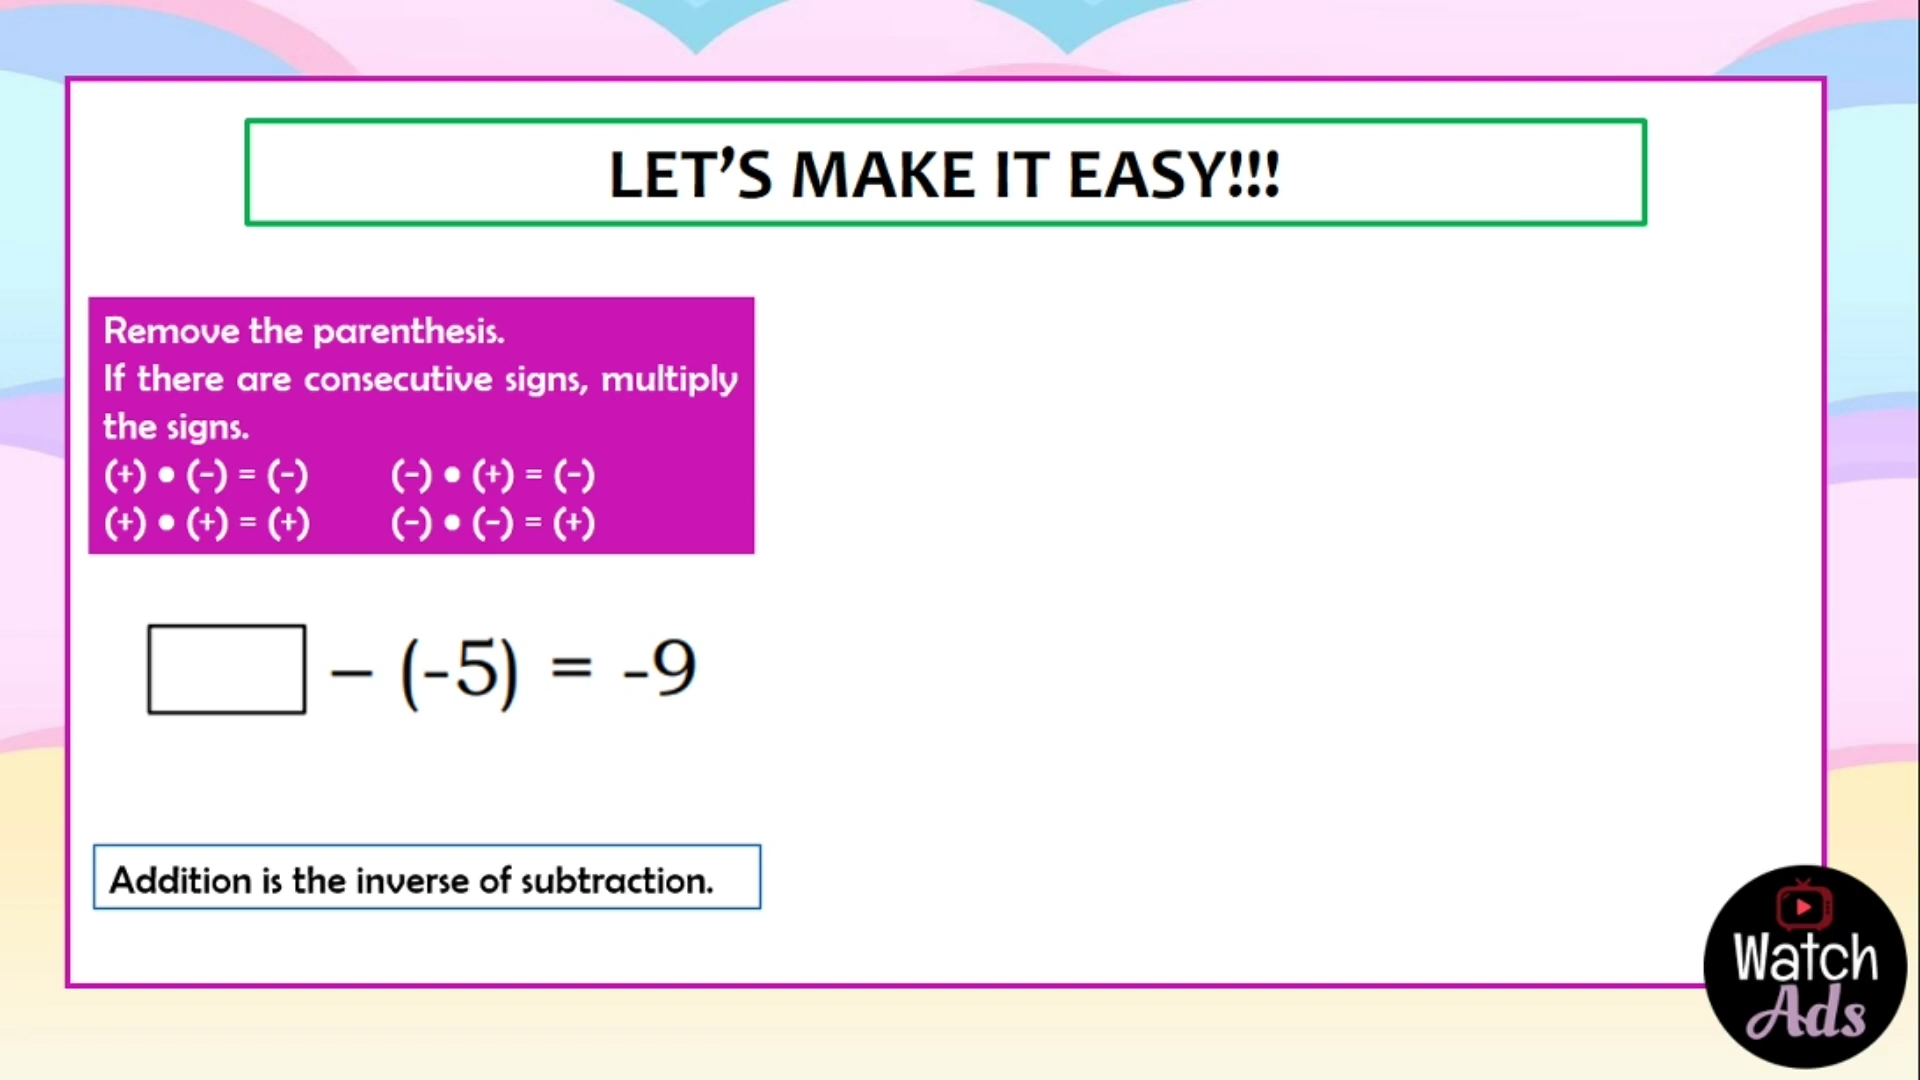 LET’S MAKE IT EASY!!!
Remove the parenthesis.
If there are consecutive signs, multiply
the signs.
(+) • (-) = (-) (-) • (+) = (-)
(+) • (+) = (+) (-) • (-) = (+)
– (-5) = -9
Addition is the inverse of subtraction.
Watch
Ads